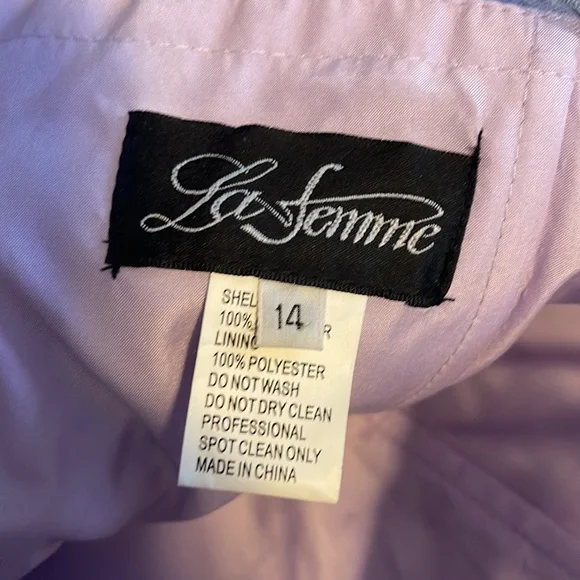 La Femme
14
SHEL
100% R
LINING
100% POLYESTER
DO NOT WASH
DO NOT DRY CLEAN
PROFESSIONAL
SPOT CLEAN ONLY
MADE IN CHINA